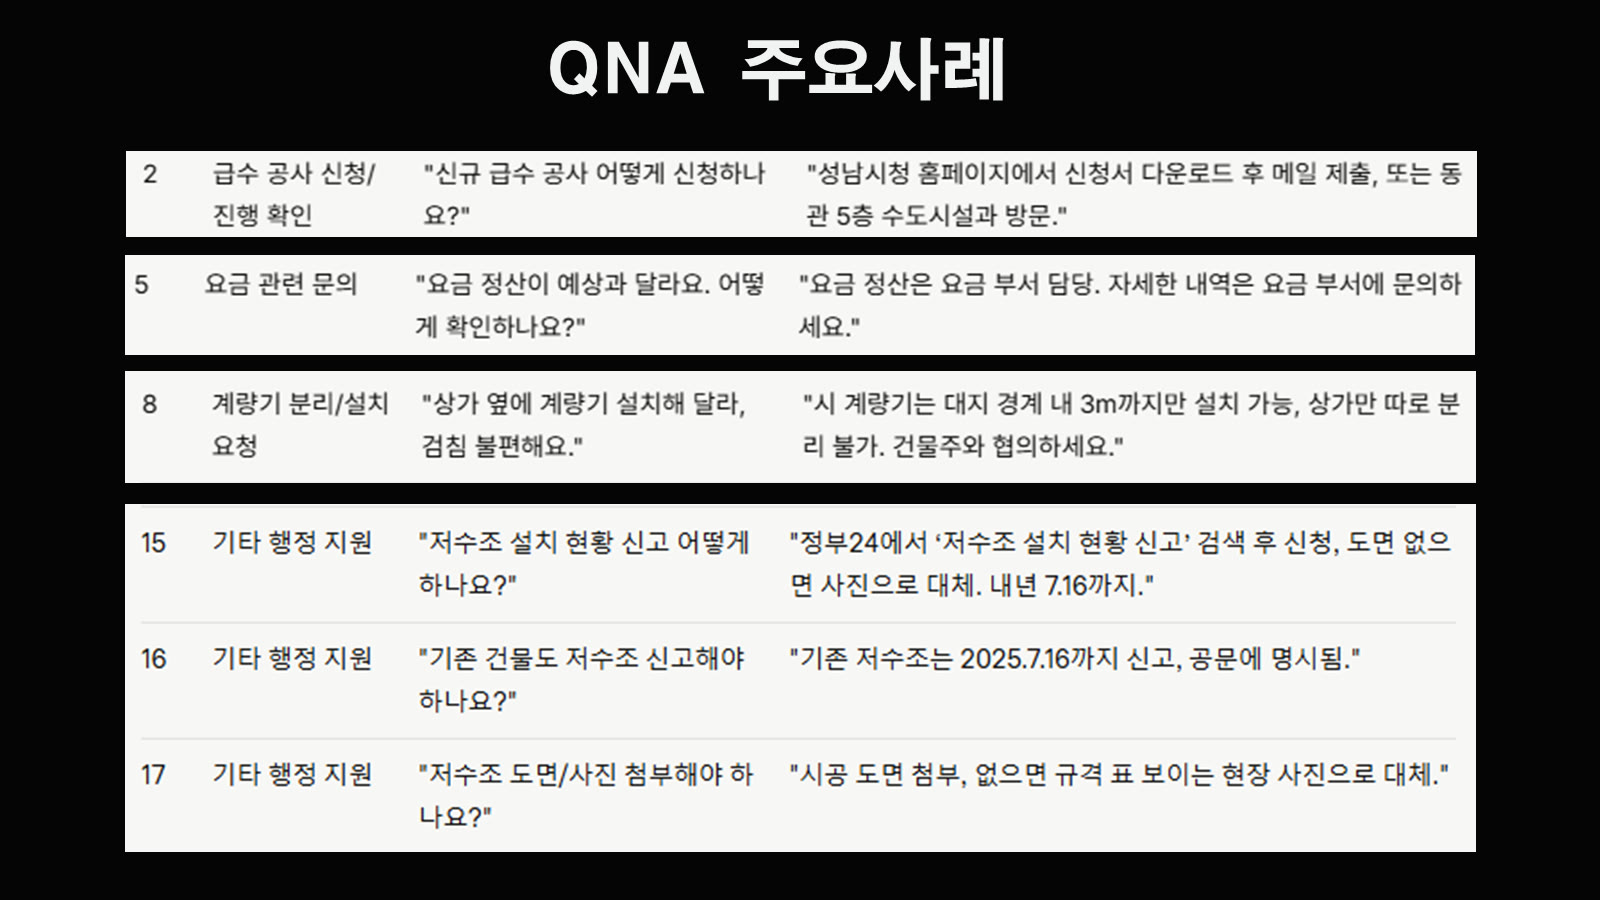 QNA 주요사례
2 급수 공사 신청/ "신규 급수 공사 어떻게 신청하나 "성남시청 홈페이지에서 신청서 다운로드 후 메일 제출, 또는 동
진행 확인 요?" 관 5층 수도시설과 방문."
5 요금 관련 문의 "요금 정산이 예상과 달라요. 어떻 "요금 정산은 요금 부서 담당. 자세한 내역은 요금 부서에 문의하
게 확인하나요?" 세요."
8 계량기 분리/설치 "상가 옆에 계량기 설치해 달라, "시 계량기는 대지 경계 내 3m까지만 설치 가능, 상가만 따로 분
요청 검침 불편해요." 리 불가. 건물주와 협의하세요."
15 기타 행정 지원 "저수조 설치 현황 신고 어떻게 "정부24에서 ‘저수조 설치 현황 신고’ 검색 후 신청, 도면 없으
하나요?" 면 사진으로 대체. 내년 7.16까지."
16 기타 행정 지원 "기존 건물도 저수조 신고해야 "기존 저수조는 2025.7.16까지 신고, 공문에 명시됨."
하나요?"
17 기타 행정 지원 "저수조 도면/사진 첨부해야 하 "시공 도면 첨부, 없으면 규격 표 보이는 현장 사진으로 대체."
나요?"